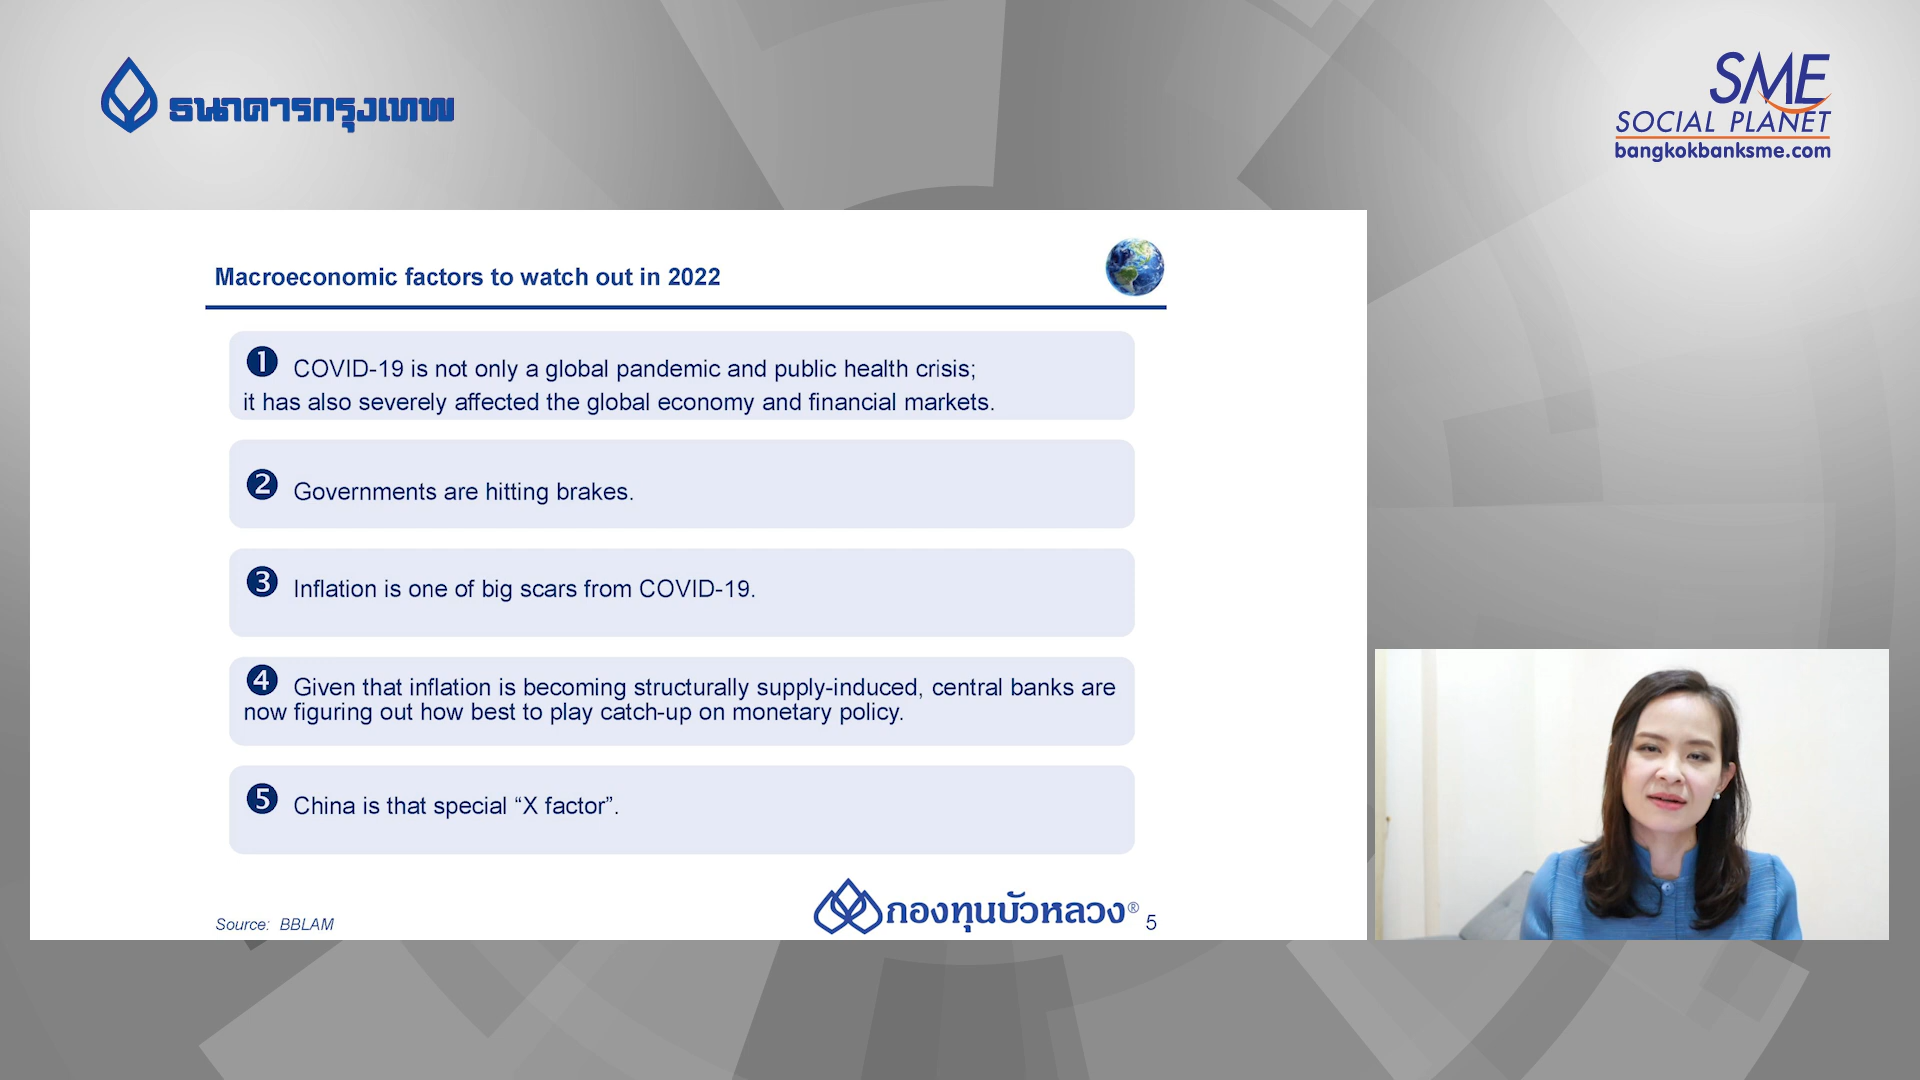 ธนาคารกรุงเทพ
SME
SOCIAL PLANET
bangkokbanksme.com
Macroeconomic factors to watch out in 2022
1 COVID-19 is not only a global pandemic and public health crisis;
it has also severely affected the global economy and financial markets.
2 Governments are hitting brakes.
3 Inflation is one of big scars from COVID-19.
4 Given that inflation is becoming structurally supply-induced, central banks are
now figuring out how best to play catch-up on monetary policy.
5 China is that special “X factor”.
Source: BBLAM
กองทุนบัวหลวง® 5